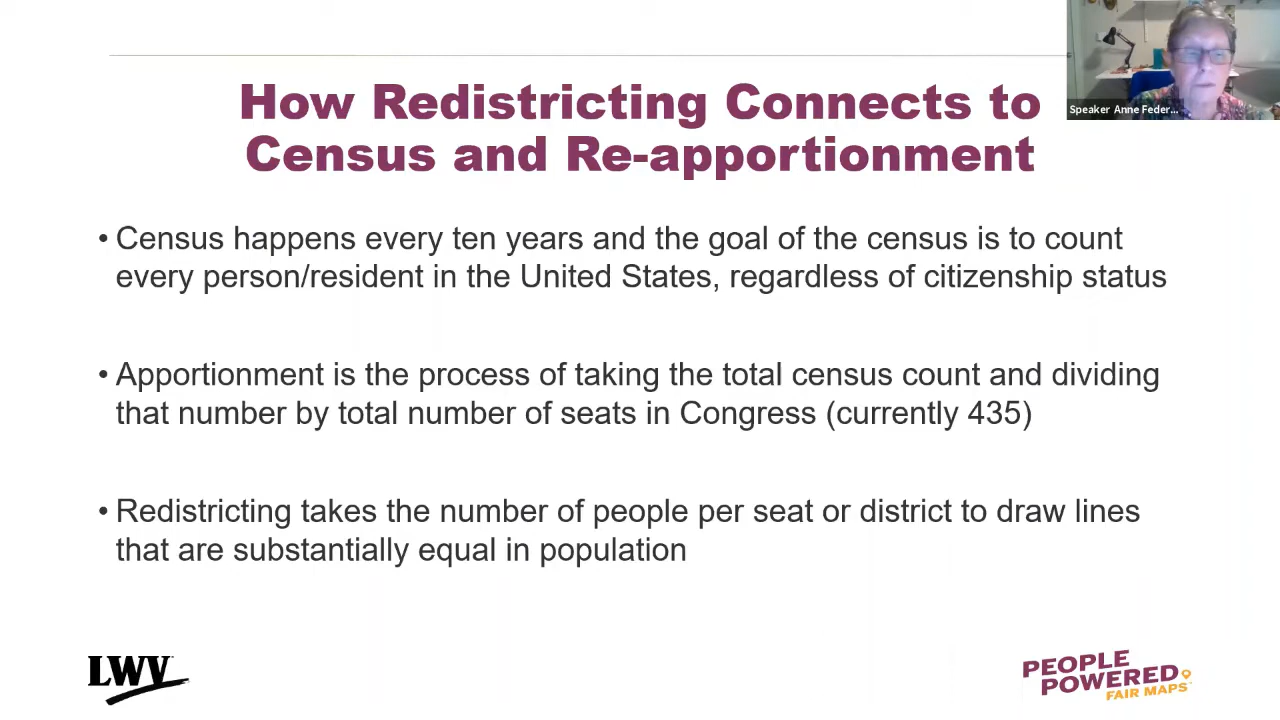 Speaker Anne Feder...
How Redistricting Connects to
Census and Re-apportionment
• Census happens every ten years and the goal of the census is to count
every person/resident in the United States, regardless of citizenship status
• Apportionment is the process of taking the total census count and dividing
that number by total number of seats in Congress (currently 435)
• Redistricting takes the number of people per seat or district to draw lines
that are substantially equal in population
LWV
PEOPLE
POWERED
FAIR MAPS